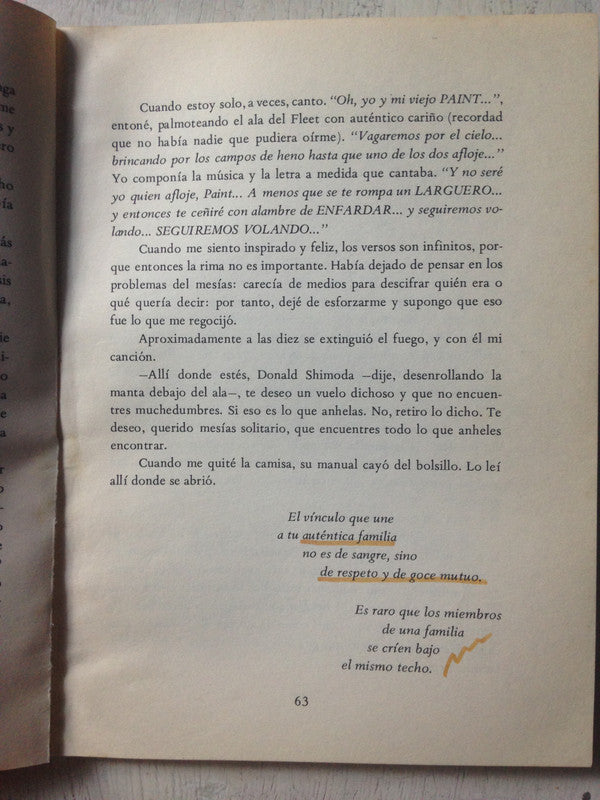 Cuando estoy solo, a veces, canto. “Oh, yo y mi viejo PAINT...”,
entoné, palmoteando el ala del Fleet con auténtico cariño (recordad
que no había nadie que pudiera oírme). “Vagaremos por el cielo...
brincando por los campos de heno hasta que uno de los dos afloje...”
Yo componía la música y la letra a medida que cantaba. “Y no seré
yo quien afloje, Paint... A menos que se te rompa un LARGUERO...
y entonces te ceñiré con alambre de ENFARDAR... y seguiremos vo-
lando... SEGUIREMOS VOLANDO...”
Cuando me siento inspirado y feliz, los versos son infinitos, por-
que entonces la rima no es importante. Había dejado de pensar en los
problemas del mesías: carecía de medios para descifrar quién era o
qué quería decir: por tanto, dejé de esforzarme y supongo que eso
fue lo que me regocijó.
Aproximadamente a las diez se extinguió el fuego, y con él mi
canción.
—Allí donde estés, Donald Shimoda —dije, desenrollando la
manta debajo del ala—, te deseo un vuelo dichoso y que no encuen-
tres muchedumbres. Si eso es lo que anhelas. No, retiro lo dicho. Te
deseo, querido mesías solitario, que encuentres todo lo que anheles
encontrar.
Cuando me quité la camisa, su manual cayó del bolsillo. Lo leí
allí donde se abrió.
El vínculo que une
a tu auténtica familia
no es de sangre, sino
de respeto y de goce mutuo.
Es raro que los miembros
de una familia
se críen bajo
el mismo techo.
63